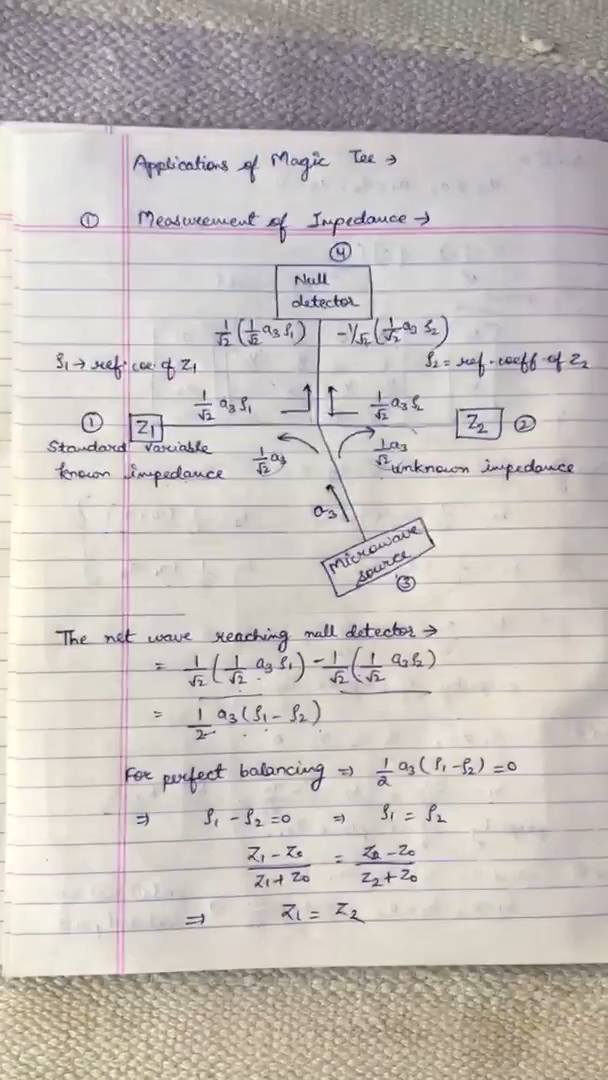 Applications of Magic Tee →
① Measurement of Impedance →
④
Null
detector
1/√2 (1/√2 a3 ρ1) -1/√2 (1/√2 a3 ρ2)
ρ1 → ref. coe. of Z1 ρ2 = ref. coeff. of Z2
1/√2 a3 ρ1 1/√2 a3 ρ2
① Z1 Z2 ②
Standard variable 1/√2 a3 1/√2 a3
known impedance unknown impedance
a3
Microwave
source
③
The net wave reaching null detector →
= 1/√2 (1/√2 a3 ρ1) - 1/√2 (1/√2 a3 ρ2)
= 1/2 a3 (ρ1 - ρ2)
For perfect balancing ⇒ 1/2 a3 (ρ1 - ρ2) = 0
⇒ ρ1 - ρ2 = 0 ⇒ ρ1 = ρ2
Z1 - Z0 / Z1 + Z0 = Z2 - Z0 / Z2 + Z0
⇒ Z1 = Z2